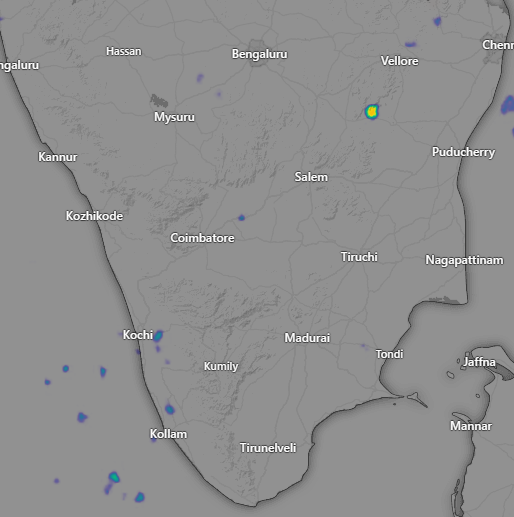 Hassan
Bengaluru
Chenn
ngaluru
Vellore
Mysuru
Kannur
Puducherry
Salem
Kozhikode
Coimbatore
Tiruchi
Nagapattinam
Kochi
Madurai
Tondi
Kumily
Jaffna
Kollam
Mannar
Tirunelveli